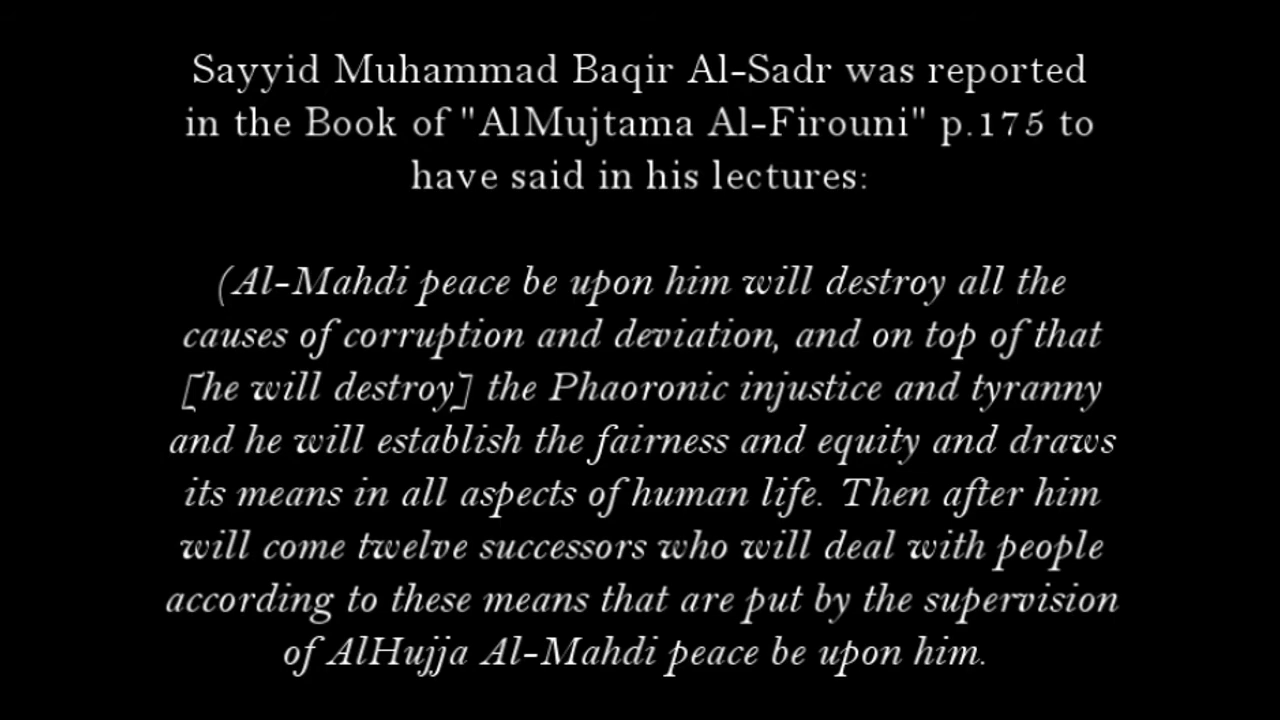 Sayyid Muhammad Baqir Al-Sadr was reported
in the Book of "AlMujtama Al-Firouni" p.175 to
have said in his lectures:
(Al-Mahdi peace be upon him will destroy all the
causes of corruption and deviation, and on top of that
[he will destroy] the Phaoronic injustice and tyranny
and he will establish the fairness and equity and draws
its means in all aspects of human life. Then after him
will come twelve successors who will deal with people
according to these means that are put by the supervision
of AlHujja Al-Mahdi peace be upon him.